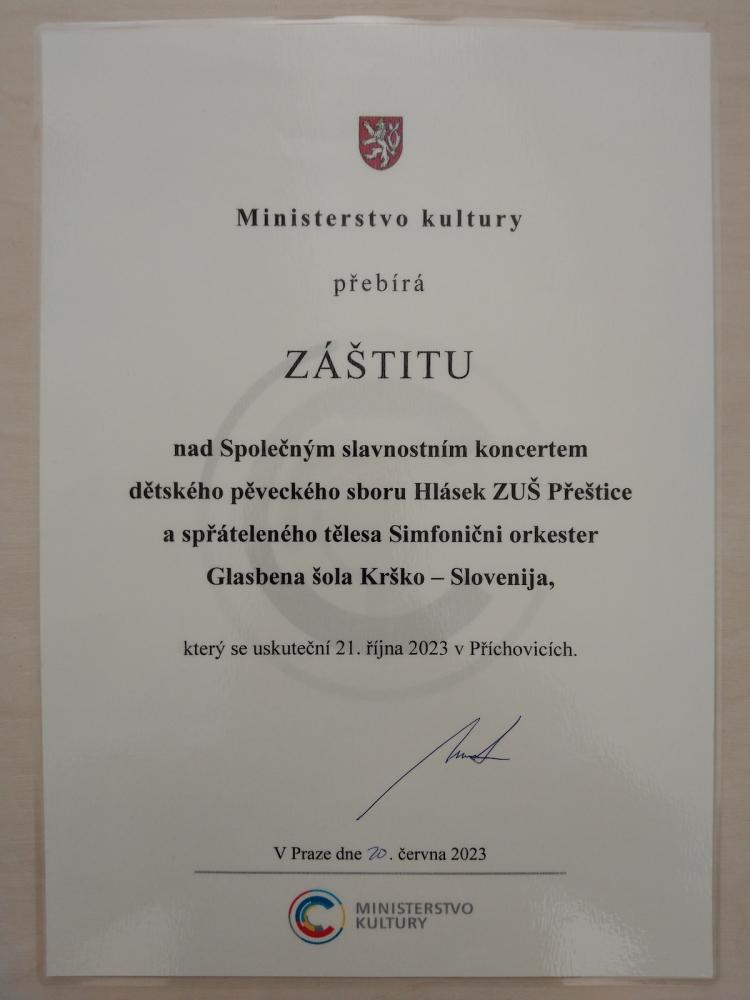 Ministerstvo kultury
přebírá
ZÁŠTITU
nad Společným slavnostním koncertem
dětského pěveckého sboru Hlásek ZUŠ Přeštice
a spřáteleného tělesa Simfonični orkester
Glasbena šola Krško – Slovenija,
který se uskuteční 21. října 2023 v Příchovicích.
V Praze dne 20. června 2023
MINISTERSTVO
KULTURY